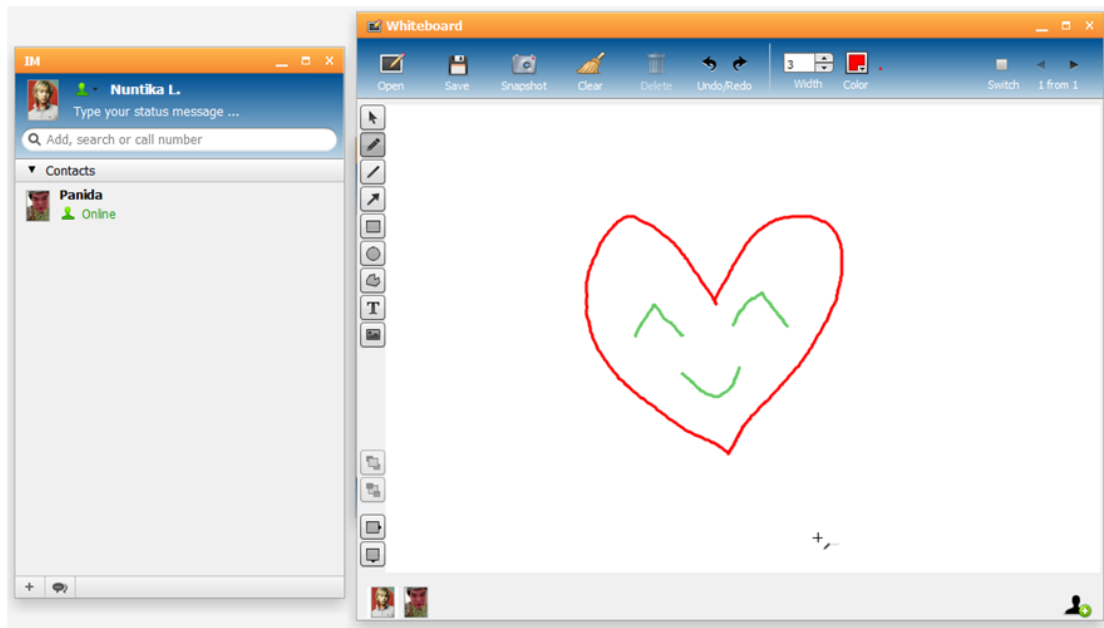 Whiteboard
IM
Nuntika L.
Type your status message ...
Add, search or call number
Contacts
Panida
Online
3
Open
Save
Snapshot
Clear
Delete
Undo/Redo
Width
Color
Switch
1 from 1
T